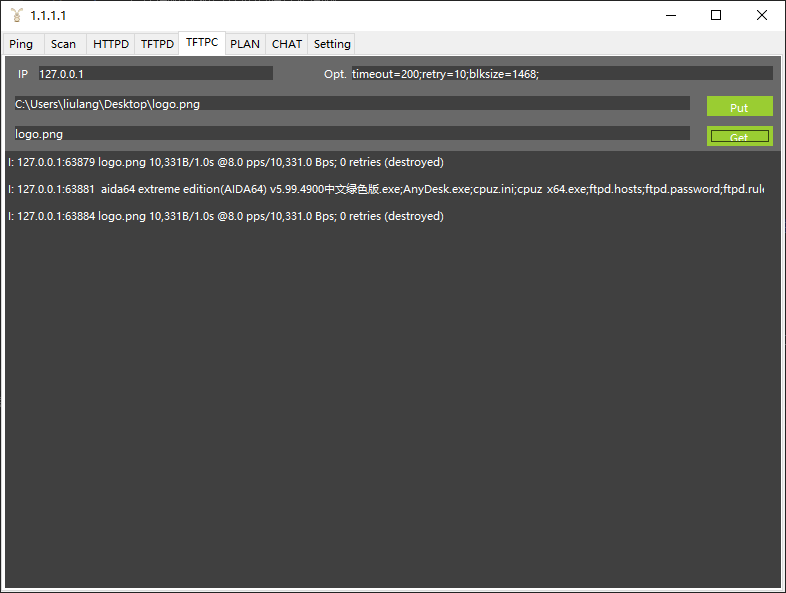 1.1.1.1
Ping Scan HTTPD TFTPD TFTPC PLAN CHAT Setting
IP 127.0.0.1 Opt. timeout=200;retry=10;blksize=1468;
C:\Users\liulang\Desktop\logo.png Put
logo.png Get
I: 127.0.0.1:63879 logo.png 10,331B/1.0s @8.0 pps/10,331.0 Bps; 0 retries (destroyed)
I: 127.0.0.1:63881 aida64 extreme edition(AIDA64) v5.99.4900中文绿色版.exe;AnyDesk.exe;cpuz.ini;cpuz_x64.exe;ftpd.hosts;ftpd.password;ftpd.rule
I: 127.0.0.1:63884 logo.png 10,331B/1.0s @8.0 pps/10,331.0 Bps; 0 retries (destroyed)